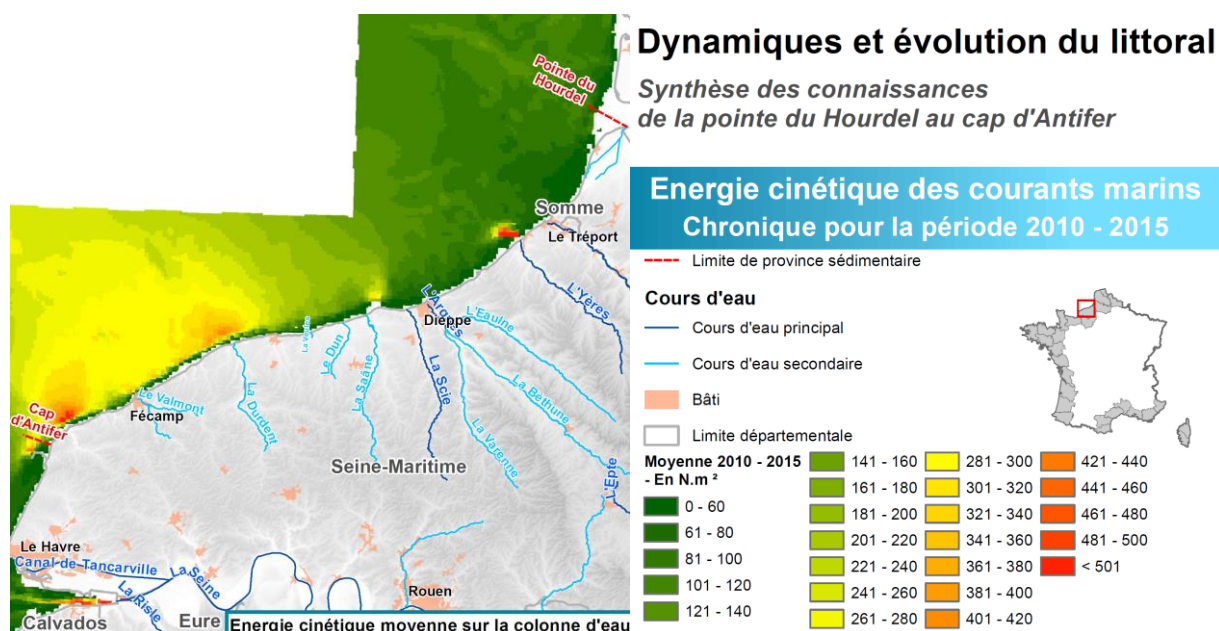 Dynamiques et évolution du littoral
Synthèse des connaissances
de la pointe du Hourdel au cap d'Antifer
Energie cinétique des courants marins
Chronique pour la période 2010 - 2015
Limite de province sédimentaire
Cours d'eau
Cours d'eau principal
Cours d'eau secondaire
Bâti
Limite départementale
Moyenne 2010 - 2015
- En N.m ²
0 - 60
61 - 80
81 - 100
101 - 120
121 - 140
141 - 160
161 - 180
181 - 200
201 - 220
221 - 240
241 - 260
261 - 280
281 - 300
301 - 320
321 - 340
341 - 360
361 - 380
381 - 400
401 - 420
421 - 440
441 - 460
461 - 480
481 - 500
< 501
Pointe du
Hourdel
Somme
Le Tréport
L'Yères
L'Arques
Dieppe
L'Eaulne
Le Dun
La Saâne
La Scie
La Béthune
La Varenne
La Durdent
Le Valmont
Fécamp
Cap
d'Antifer
Seine-Maritime
L'Epte
Le Havre
Canal de Tancarville
La Seine
La Risle
Rouen
Calvados
Eure
Energie cinétique moyenne sur la colonne d'eau